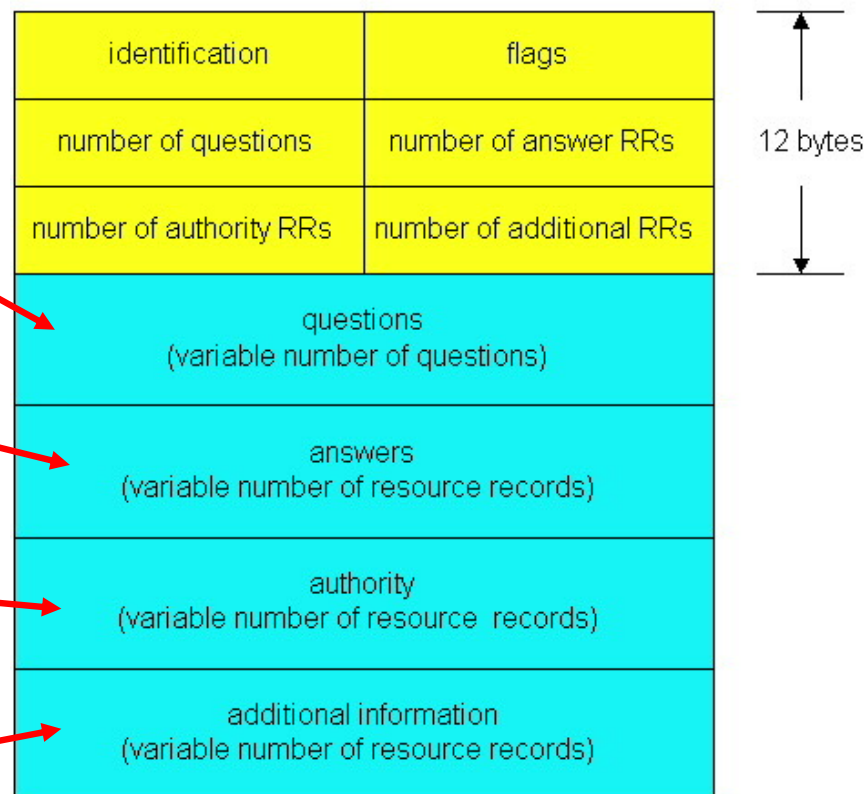 identification
flags
number of questions
number of answer RRs
12 bytes
number of authority RRs
number of additional RRs
questions
(variable number of questions)
answers
(variable number of resource records)
authority
(variable number of resource records)
additional information
(variable number of resource records)